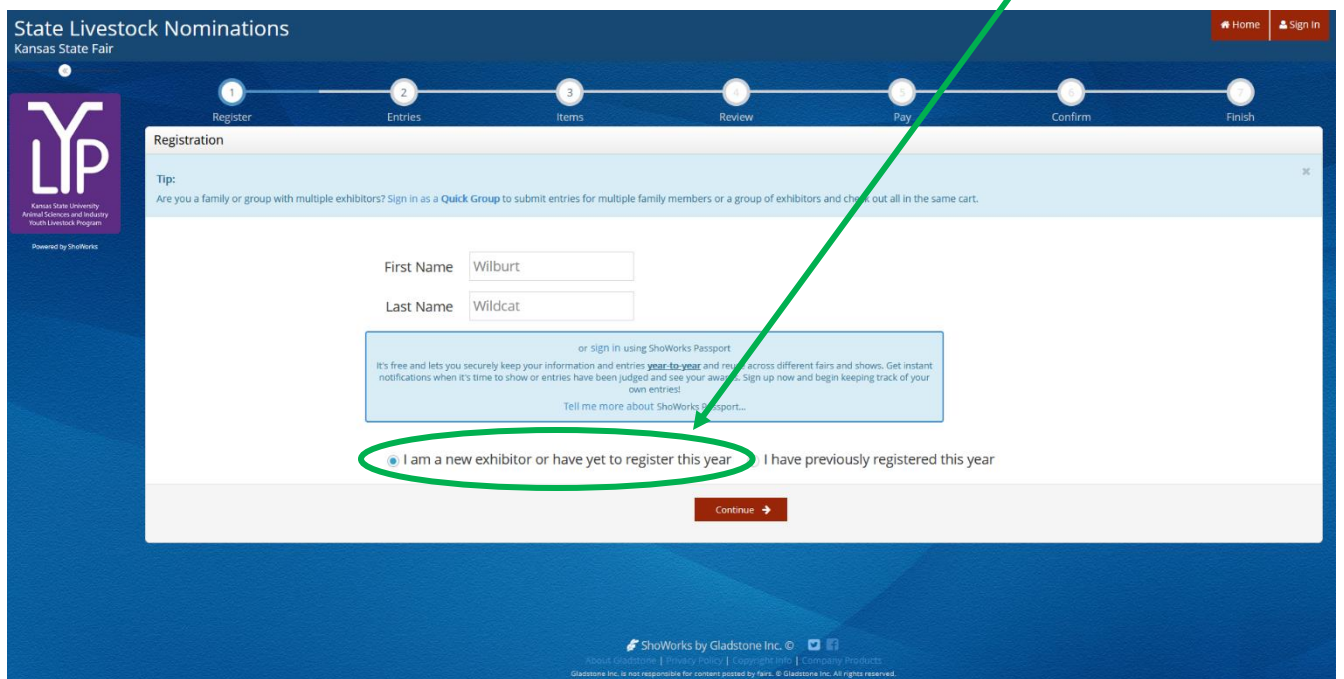 State Livestock Nominations
Kansas State Fair
Home
Sign In
«
1
2
3
4
5
6
7
Register
Entries
Items
Review
Pay
Confirm
Finish
YLP
Kansas State University
Animal Sciences and Industry
Youth Livestock Program
Powered by ShoWorks
Registration
Tip:
Are you a family or group with multiple exhibitors? Sign in as a Quick Group to submit entries for multiple family members or a group of exhibitors and check out all in the same cart.
First Name Wilburt
Last Name Wildcat
or sign in using ShoWorks Passport
It's free and lets you securely keep your information and entries year-to-year and reuse across different fairs and shows. Get instant
notifications when it's time to show or entries have been judged and see your awards. Sign up now and begin keeping track of your
own entries!
Tell me more about ShoWorks Passport...
I am a new exhibitor or have yet to register this year I have previously registered this year
Continue
ShoWorks by Gladstone Inc. ©
About Gladstone | Privacy Policy | Copyright Info | Company Products
Gladstone Inc. is not responsible for content posted by fairs. © Gladstone Inc. All rights reserved.